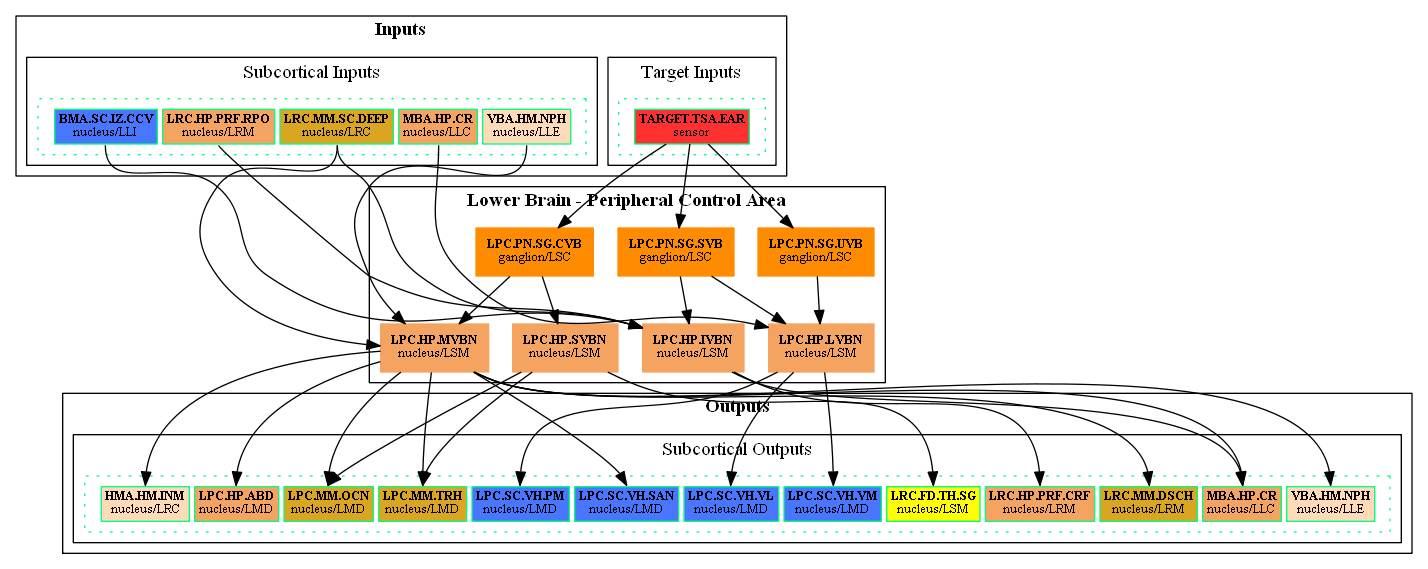 Inputs
Subcortical Inputs
Target Inputs
BMA.SC.IZ.CCV
nucleus/LLI
LRC.HP.PRF.RPO
nucleus/LRM
LRC.MM.SC.DEEP
nucleus/LRC
MBA.HP.CR
nucleus/LLC
VBA.HM.NPH
nucleus/LLE
TARGET.TSA.EAR
sensor
Lower Brain - Peripheral Control Area
LPC.PN.SG.CVB
ganglion/LSC
LPC.PN.SG.SVB
ganglion/LSC
LPC.PN.SG.UVB
ganglion/LSC
LPC.HP.MVBN
nucleus/LSM
LPC.HP.SVBN
nucleus/LSM
LPC.HP.IVBN
nucleus/LSM
LPC.HP.LVBN
nucleus/LSM
Outputs
Subcortical Outputs
HMA.HM.INM
nucleus/LRC
LPC.HP.ABD
nucleus/LMD
LPC.MM.OCN
nucleus/LMD
LPC.MM.TRH
nucleus/LMD
LPC.SC.VH.PM
nucleus/LMD
LPC.SC.VH.SAN
nucleus/LMD
LPC.SC.VH.VL
nucleus/LMD
LPC.SC.VH.VM
nucleus/LMD
LRC.FD.TH.SG
nucleus/LSM
LRC.HP.PRF.CRF
nucleus/LRM
LRC.MM.DSCH
nucleus/LRM
MBA.HP.CR
nucleus/LLC
VBA.HM.NPH
nucleus/LLE